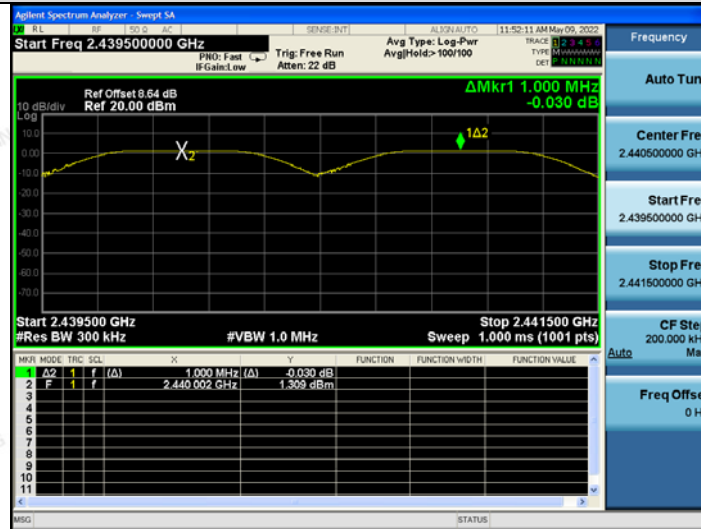 Agilent Spectrum Analyzer - Swept SA
RL RF 50 Ω AC SENSE:INT ALIGNAUTO 11:52:11 AM May 09, 2022
Start Freq 2.439500000 GHz
PNO: Fast
IFGain:Low
Trig: Free Run
Atten: 22 dB
Avg Type: Log-Pwr
Avg|Hold:>100/100
TRACE 1 2 3 4 5 6
TYPE M
DET P N N N N N
Ref Offset 8.64 dB
Ref 20.00 dBm
ΔMkr1 1.000 MHz
-0.030 dB
10 dB/div
Log
10.0
0.00
-10.0
-20.0
-30.0
-40.0
-50.0
-60.0
-70.0
X2
1Δ2
Start 2.439500 GHz
Stop 2.441500 GHz
#Res BW 300 kHz
#VBW 1.0 MHz
Sweep 1.000 ms (1001 pts)
MKR MODE TRC SCL X Y FUNCTION FUNCTION WIDTH FUNCTION VALUE
1 Δ2 1 f (Δ) 1.000 MHz (Δ) -0.030 dB
2 F 1 f 2.440 002 GHz 1.309 dBm
3
4
5
6
7
8
9
10
11
MSG
STATUS
Frequency
Auto Tun
Center Fre
2.440500000 GH
Start Fre
2.439500000 GH
Stop Fre
2.441500000 GH
CF Ste
200.000 kH
Auto Ma
Freq Offse
0 H